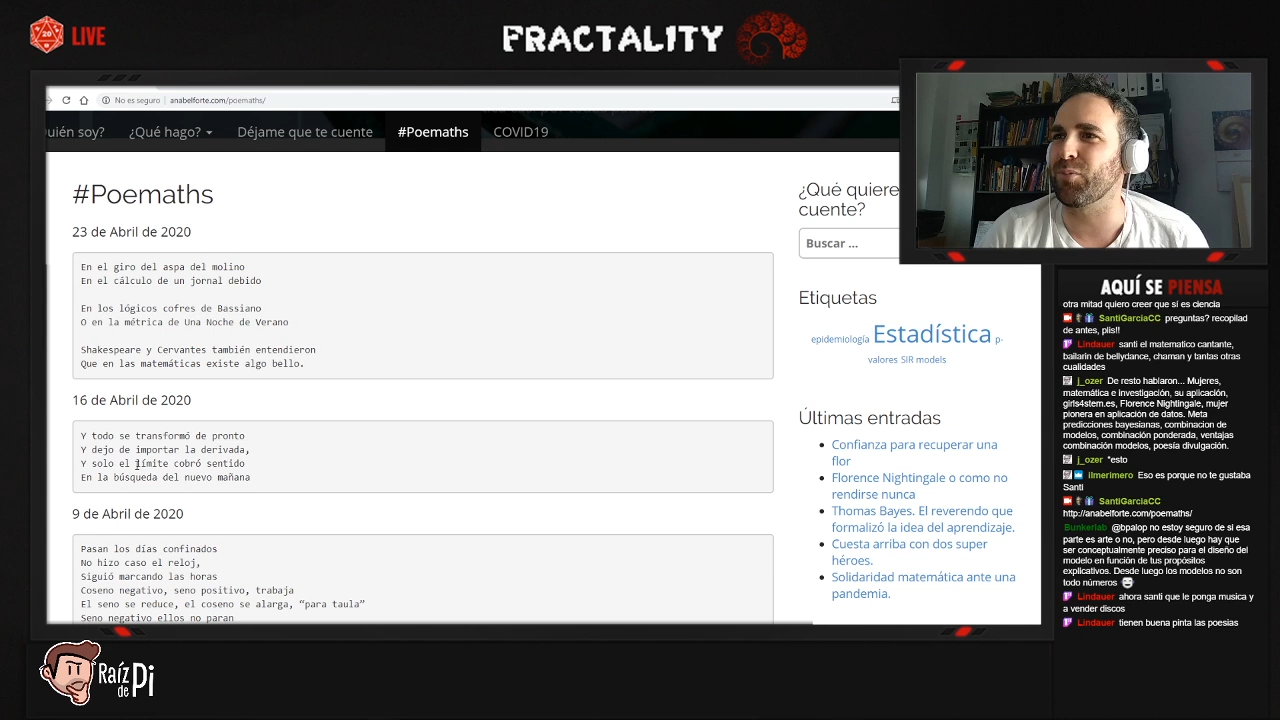 20
LIVE
FRACTALITY
No es seguro | anabelforte.com/poemaths/
uién soy?
¿Qué hago?
Déjame que te cuente
#Poemaths
COVID19
#Poemaths
23 de Abril de 2020
En el giro del aspa del molino
En el cálculo de un jornal debido
En los lógicos cofres de Bassiano
O en la métrica de Una Noche de Verano
Shakespeare y Cervantes también entendieron
Que en las matemáticas existe algo bello.
16 de Abril de 2020
Y todo se transformó de pronto
Y dejo de importar la derivada,
Y solo el límite cobró sentido
En la búsqueda del nuevo mañana
9 de Abril de 2020
Pasan los días confinados
No hizo caso el reloj,
Siguió marcando las horas
Coseno negativo, seno positivo, trabaja
El seno se reduce, el coseno se alarga, “para taula”
Seno negativo ellos no paran
¿Qué quiere
cuente?
Buscar …
Etiquetas
epidemiología Estadística p-
valores SIR models
Últimas entradas
Confianza para recuperar una
flor
Florence Nightingale o como no
rendirse nunca
Thomas Bayes. El reverendo que
formalizó la idea del aprendizaje.
Cuesta arriba con dos super
héroes.
Solidaridad matemática ante una
pandemia.
AQUÍ SE PIENSA
otra mitad quiero creer que sí es ciencia
SantiGarciaCC preguntas? recopilad
de antes, plis!!
Lindauer santi el matematico cantante,
bailarin de bellydance, chaman y tantas otras
cualidades
j_ozer De resto hablaron... Mujeres,
matemática e investigación, su aplicación,
girls4stem.es, Florence Nightingale, mujer
pionera en aplicación de datos. Meta
predicciones bayesianas, combinacion de
modelos, combinación ponderada, ventajas
combinación modelos, poesía divulgación.
j_ozer *esto
ilmerimero Eso es porque no te gustaba
Santi
SantiGarciaCC
http://anabelforte.com/poemaths/
Bunkerlab @bpalop no estoy seguro de si esa
parte es arte o no, pero desde luego hay que
ser conceptualmente preciso para el diseño del
modelo en función de tus propósitos
explicativos. Desde luego los modelos no son
todo números
Lindauer ahora santi que le ponga musica y
a vender discos
Lindauer tienen buena pinta las poesias
Raíz
de Pi